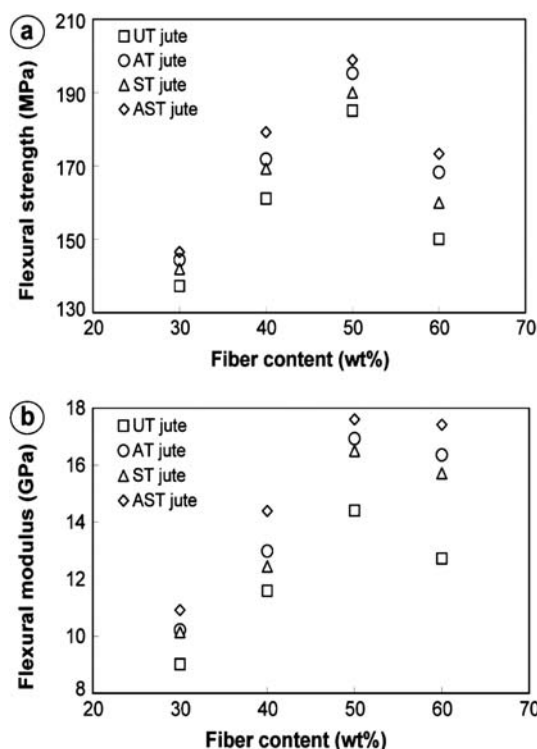 a
210
190
170
150
130
Flexural strength (MPa)
UT jute
AT jute
ST jute
AST jute
20 30 40 50 60 70
Fiber content (wt%)
b
18
16
14
12
10
8
Flexural modulus (GPa)
UT jute
AT jute
ST jute
AST jute
20 30 40 50 60 70
Fiber content (wt%)